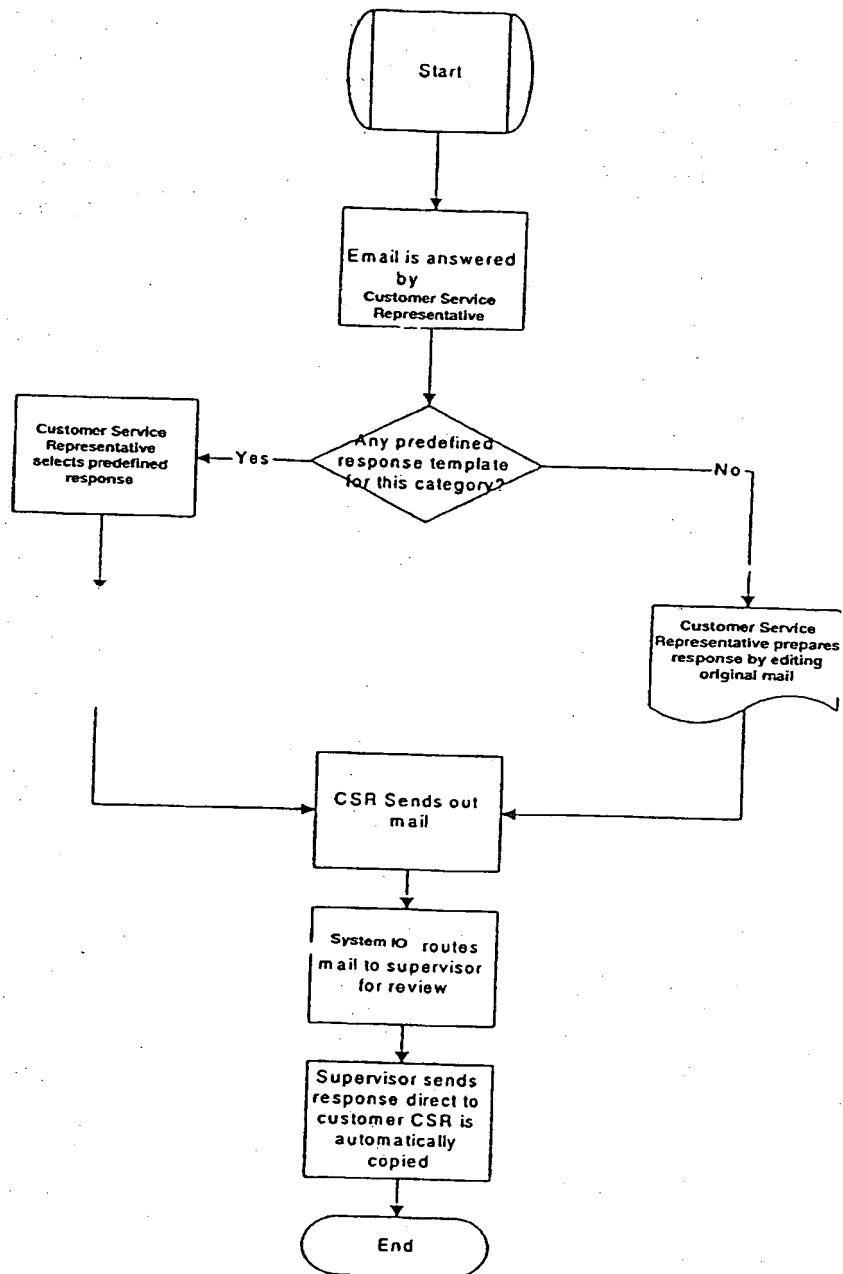 Start
Email is answered
by
Customer Service
Representative
Customer Service
Representative
selects predefined
response
Yes
Any predefined
response template
for this category?
No
Customer Service
Representative prepares
response by editing
original mail
CSR Sends out
mail
System IO routes
mail to supervisor
for review
Supervisor sends
response direct to
customer CSR is
automatically
copied
End